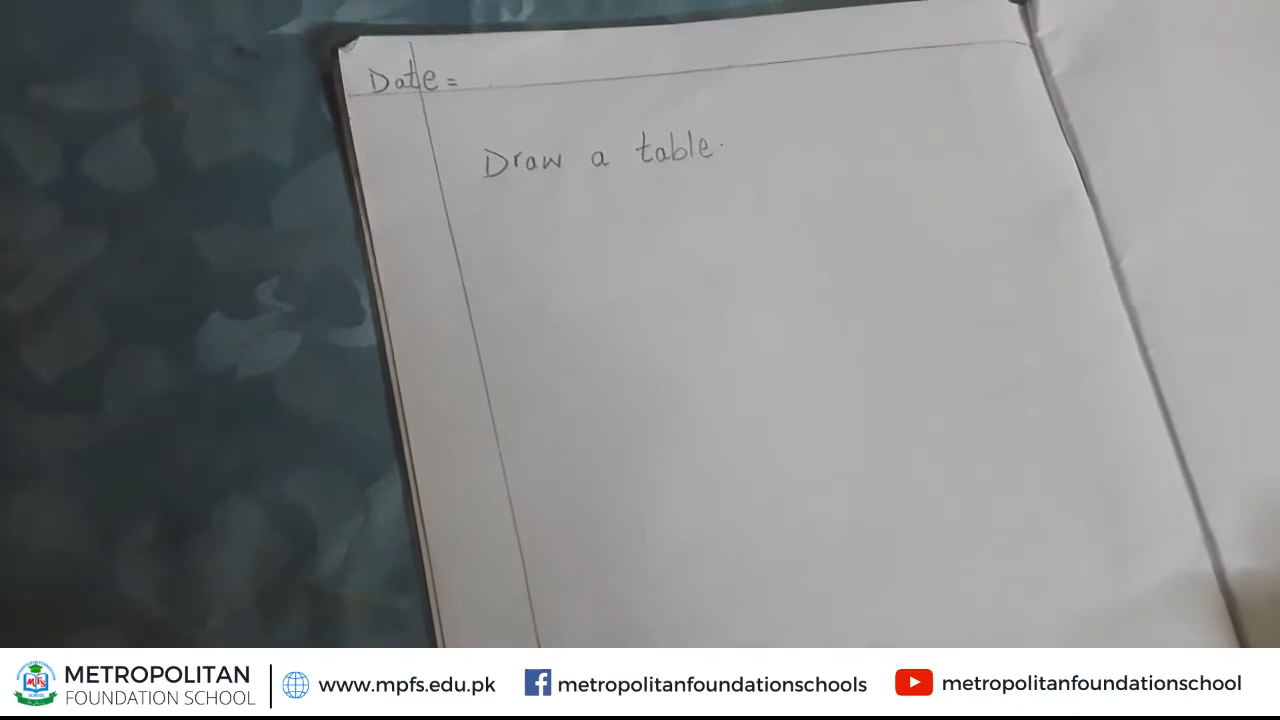 Date =
Draw a table.
METROPOLITAN
FOUNDATION SCHOOL
www.mpfs.edu.pk
metropolitanfoundationschools
metropolitanfoundationschool